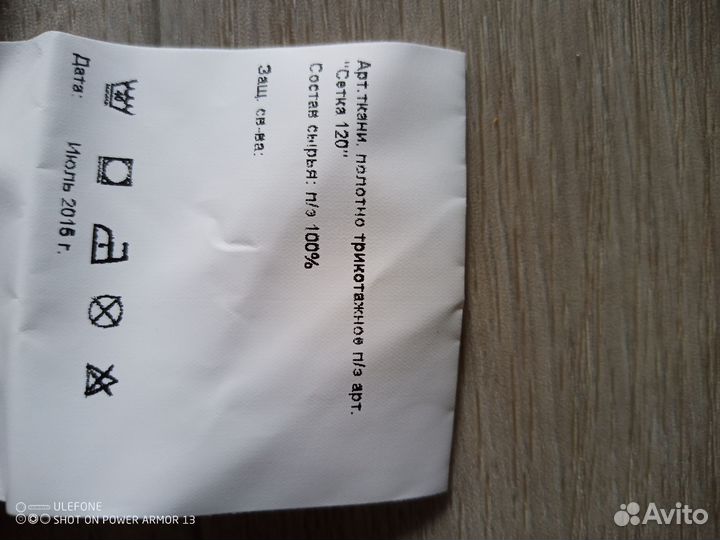 Арт.ткани, полотно трикотажное п/э арт.
"Сетка 120"
Состав сырья: п/э 100%
Защ. св-ва:
Дата: Июль 2015 г.
ULEFONE
SHOT ON POWER ARMOR 13
Avito